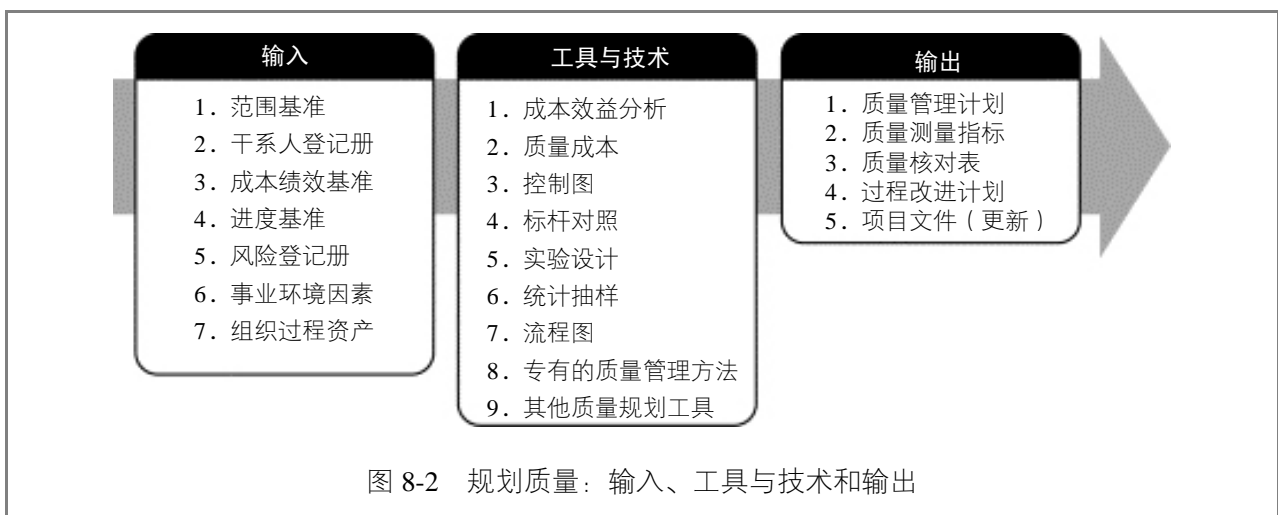 输入
1. 范围基准
2. 干系人登记册
3. 成本绩效基准
4. 进度基准
5. 风险登记册
6. 事业环境因素
7. 组织过程资产
工具与技术
1. 成本效益分析
2. 质量成本
3. 控制图
4. 标杆对照
5. 实验设计
6. 统计抽样
7. 流程图
8. 专有的质量管理方法
9. 其他质量规划工具
输出
1. 质量管理计划
2. 质量测量指标
3. 质量核对表
4. 过程改进计划
5. 项目文件（更新）
图 8-2 规划质量：输入、工具与技术和输出